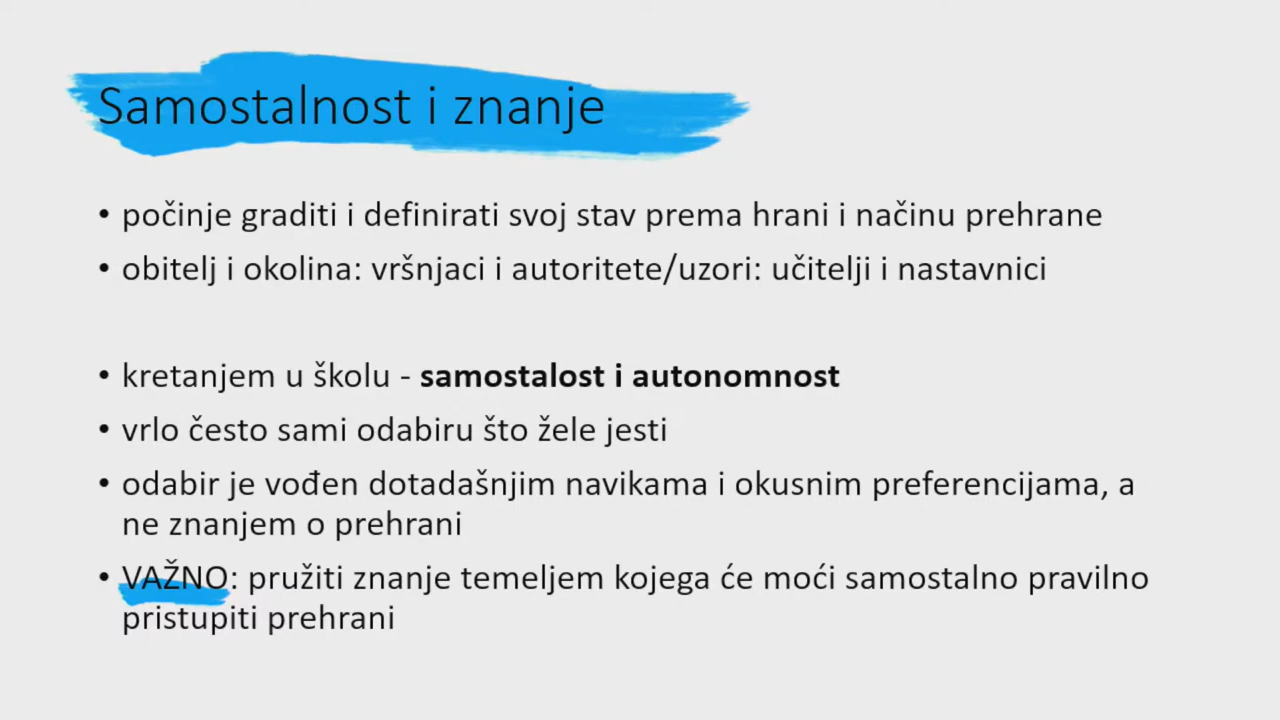 Samostalnost i znanje
• počinje graditi i definirati svoj stav prema hrani i načinu prehrane
• obitelj i okolina: vršnjaci i autoritete/uzori: učitelji i nastavnici
• kretanjem u školu - samostalost i autonomnost
• vrlo često sami odabiru što žele jesti
• odabir je vođen dotadašnjim navikama i okusnim preferencijama, a
ne znanjem o prehrani
• VAŽNO: pružiti znanje temeljem kojega će moći samostalno pravilno
pristupiti prehrani